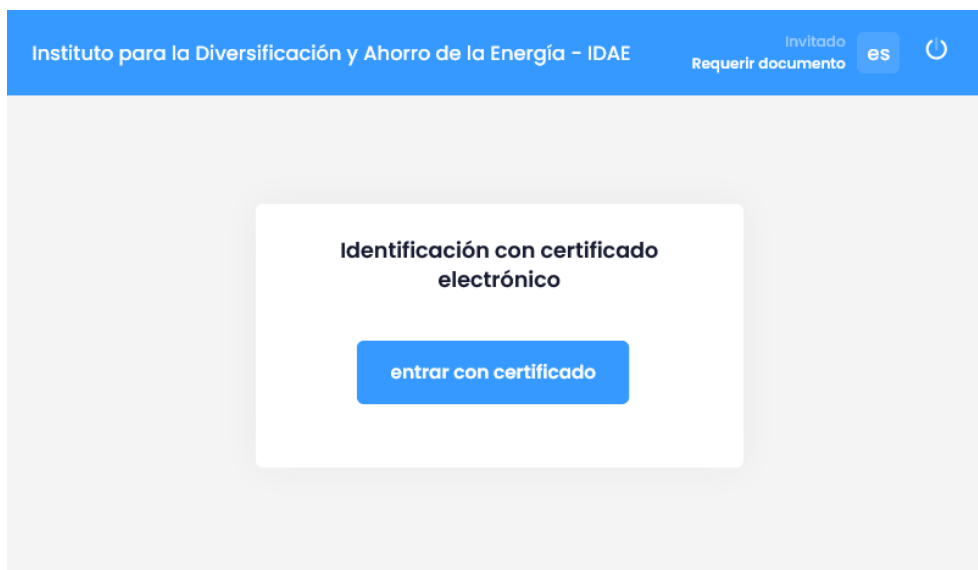 Instituto para la Diversificación y Ahorro de la Energía - IDAE
Invitado
Requerir documento
es
Identificación con certificado
electrónico
entrar con certificado